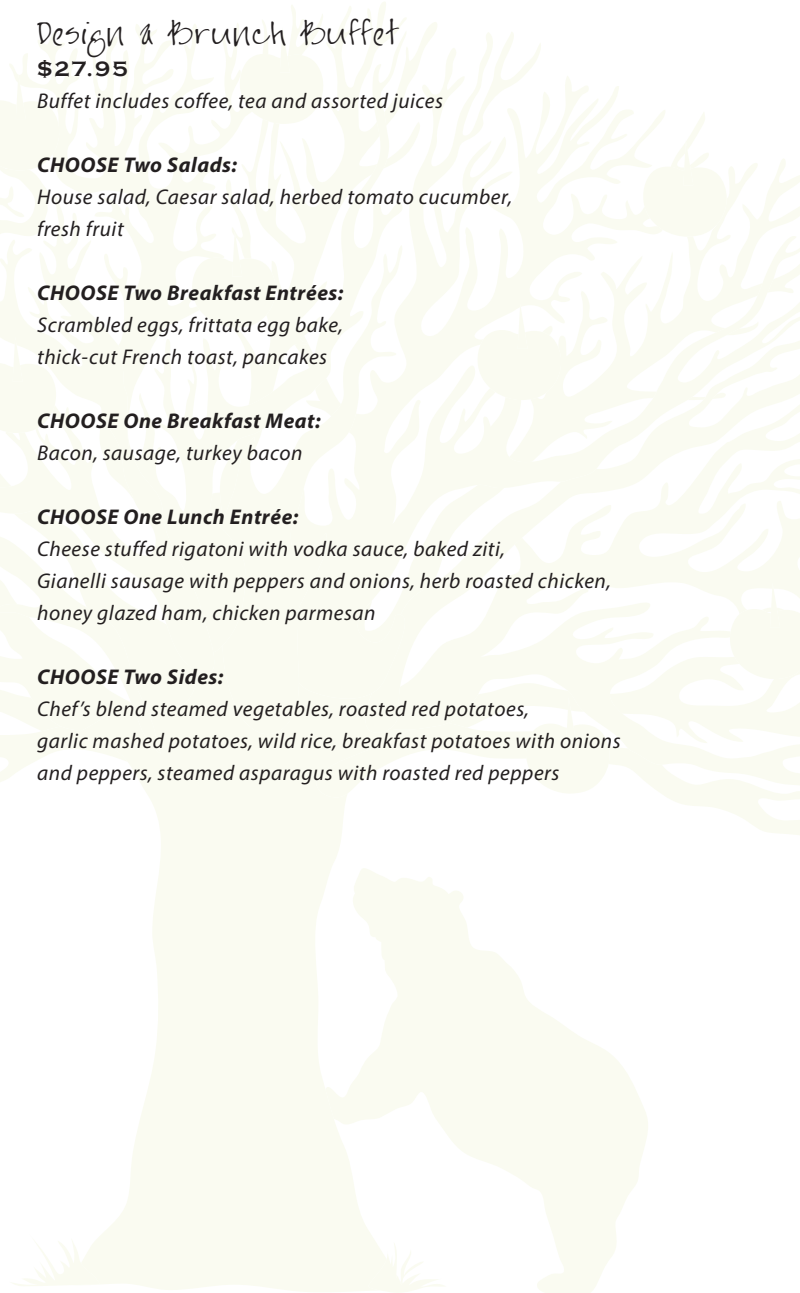 Design a Brunch Buffet
$27.95
Buffet includes coffee, tea and assorted juices
CHOOSE Two Salads:
House salad, Caesar salad, herbed tomato cucumber,
fresh fruit
CHOOSE Two Breakfast Entrées:
Scrambled eggs, frittata egg bake,
thick-cut French toast, pancakes
CHOOSE One Breakfast Meat:
Bacon, sausage, turkey bacon
CHOOSE One Lunch Entrée:
Cheese stuffed rigatoni with vodka sauce, baked ziti,
Gianelli sausage with peppers and onions, herb roasted chicken,
honey glazed ham, chicken parmesan
CHOOSE Two Sides:
Chef’s blend steamed vegetables, roasted red potatoes,
garlic mashed potatoes, wild rice, breakfast potatoes with onions
and peppers, steamed asparagus with roasted red peppers